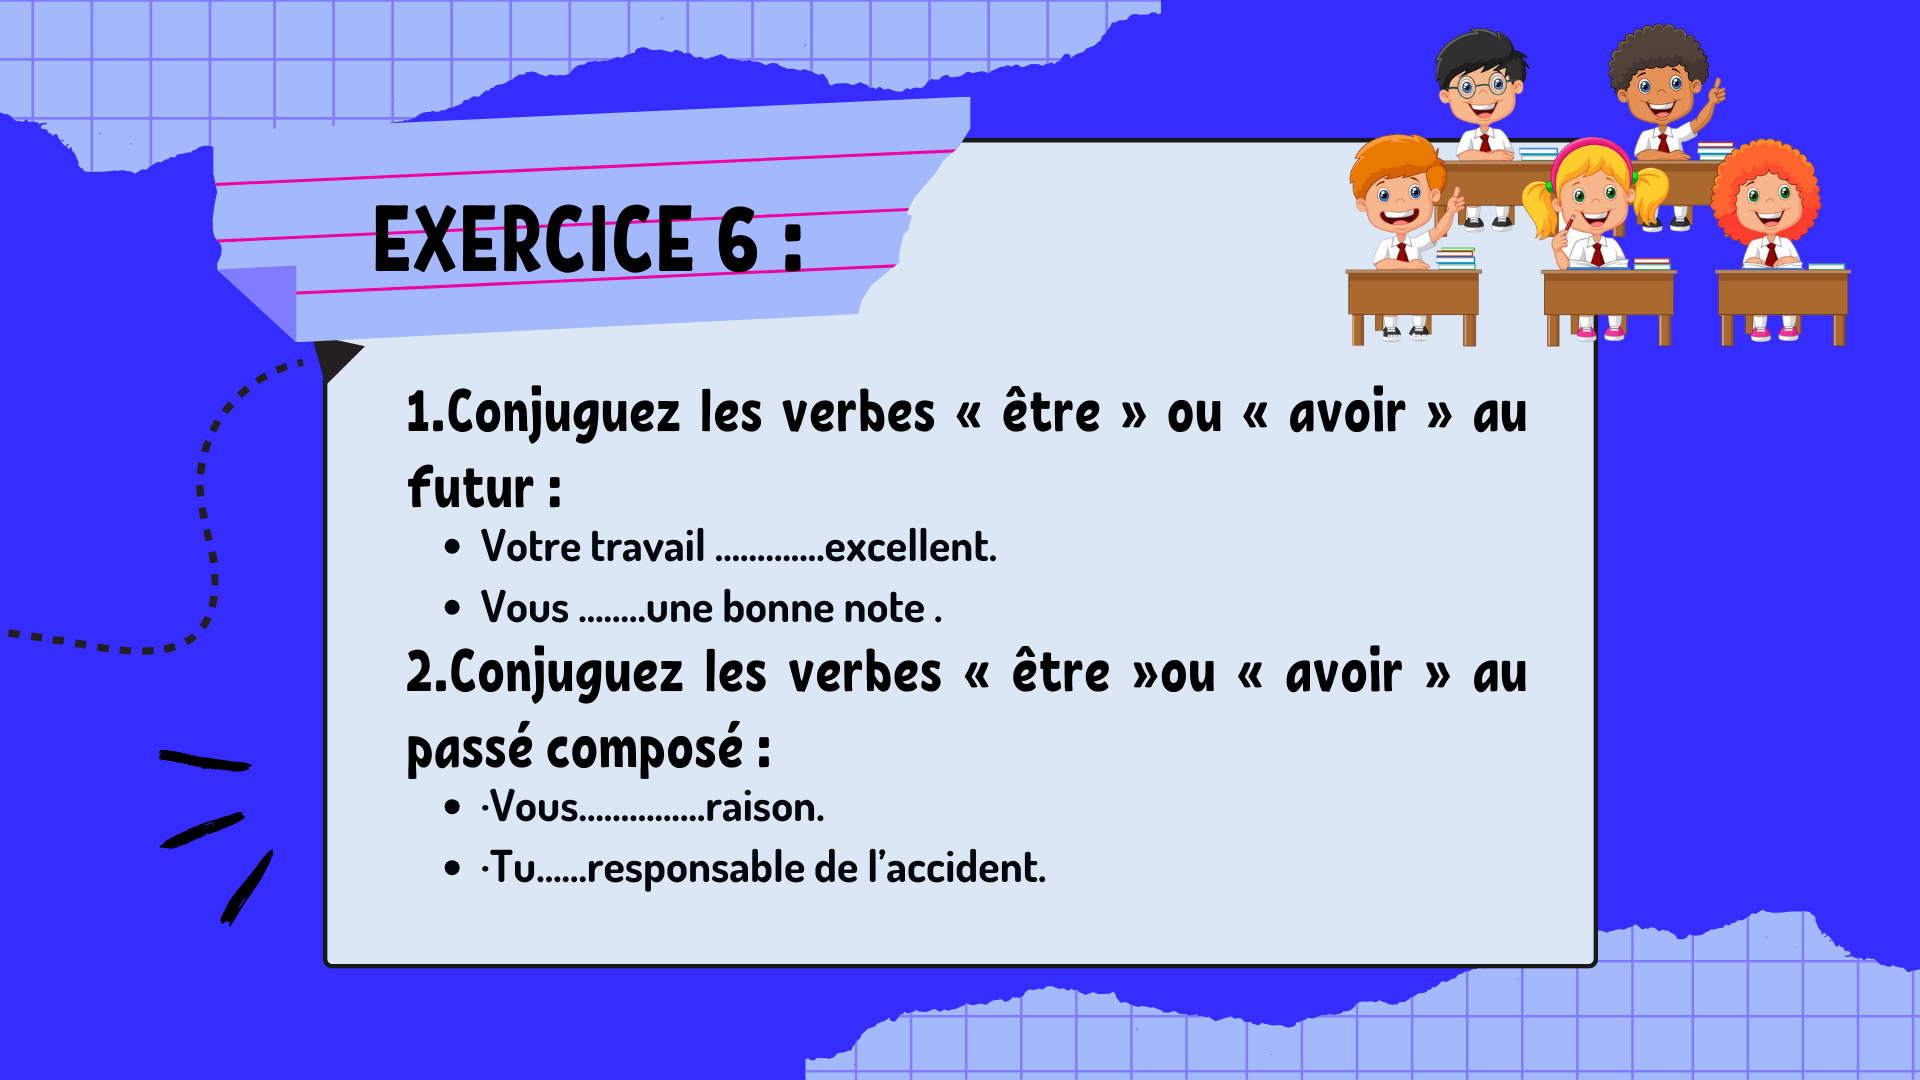 EXERCICE 6 :
1.Conjuguez les verbes « être » ou « avoir » au
futur :
• Votre travail .............excellent.
• Vous ........une bonne note .
2.Conjuguez les verbes « être »ou « avoir » au
passé composé :
• ·Vous...............raison.
• ·Tu......responsable de l’accident.